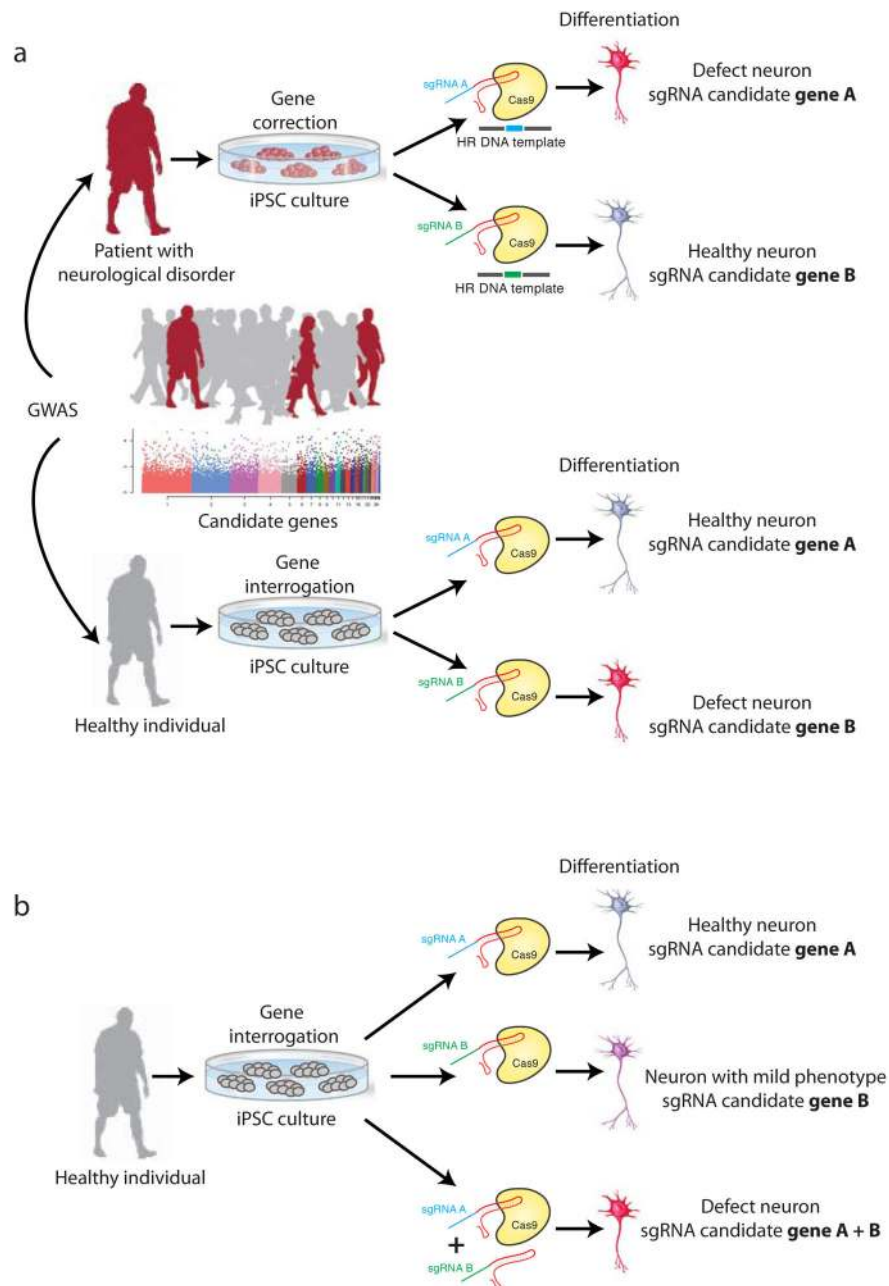 a
Differentiation
sgRNA A
Cas9
HR DNA template
Defect neuron
sgRNA candidate gene A
Gene
correction
iPSC culture
Patient with
neurological disorder
sgRNA B
Cas9
HR DNA template
Healthy neuron
sgRNA candidate gene B
GWAS
Candidate genes
Differentiation
sgRNA A
Cas9
Healthy neuron
sgRNA candidate gene A
Gene
interrogation
iPSC culture
Healthy individual
sgRNA B
Cas9
Defect neuron
sgRNA candidate gene B
b
Differentiation
sgRNA A
Cas9
Healthy neuron
sgRNA candidate gene A
Gene
interrogation
iPSC culture
Healthy individual
sgRNA B
Cas9
Neuron with mild phenotype
sgRNA candidate gene B
sgRNA A
+
sgRNA B
Cas9
Defect neuron
sgRNA candidate gene A + B